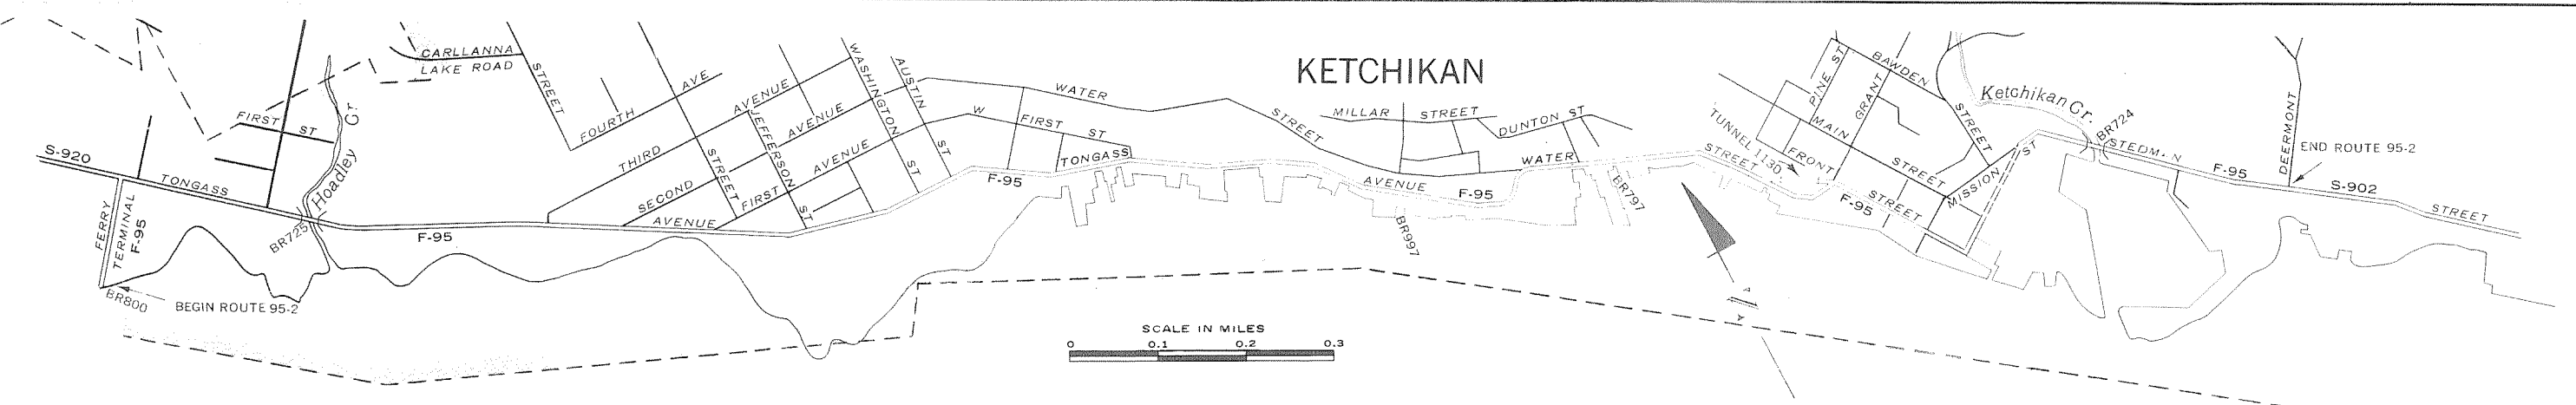 KETCHIKAN
CARLLANNA
LAKE ROAD
STREET
FOURTH AVE
THIRD AVENUE
SECOND AVENUE
FIRST AVENUE
JEFFERSON ST
STREET
WASHINGTON ST
AUSTIN ST
WATER STREET
W FIRST ST
TONGASS
MILLAR STREET
DUNTON ST
WATER
AVENUE F-95
BR997
BR797
F-95
FIRST ST
Hoadley Cr.
S-920
TONGASS
AVENUE
F-95
FERRY
TERMINAL
F-95
BR725
BR800
BEGIN ROUTE 95-2
SCALE IN MILES
0 0.1 0.2 0.3
N
TUNNEL 1130
STREET
FRONT
STREET
F-95
PINE ST
GRANT
BAWDEN
STREET
MAIN
STREET
MISSION ST
Ketchikan Cr.
BR724
STEDMAN
F-95
DEERMONT
END ROUTE 95-2
S-902
STREET